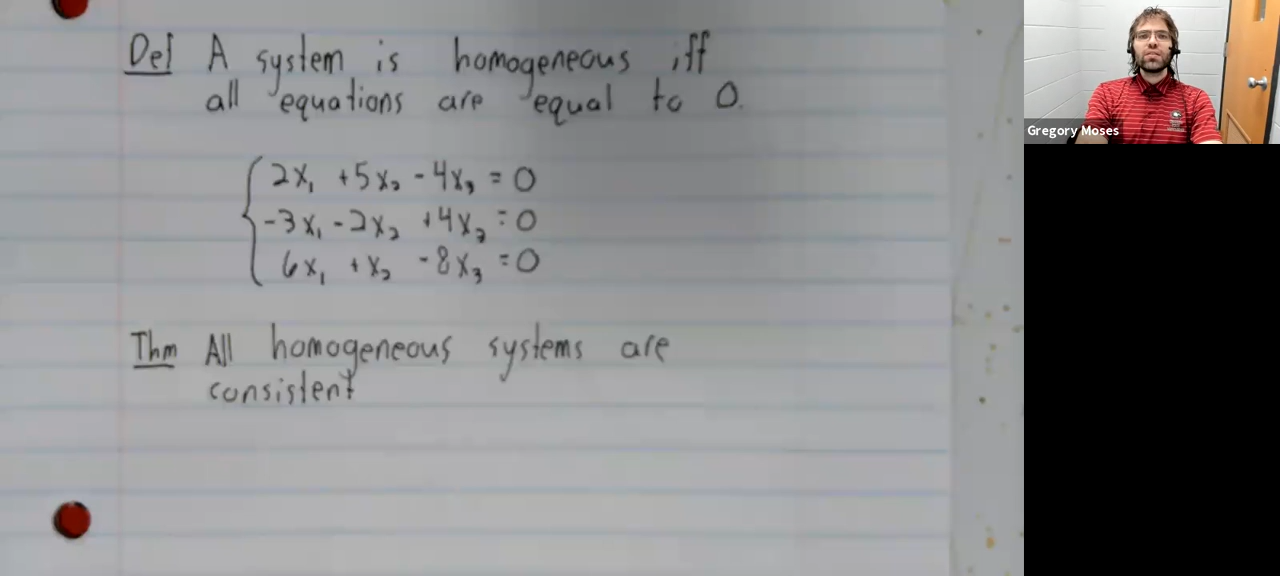 Def A system is homogeneous iff
all equations are equal to 0.
2x₁ +5x₂ -4x₃ = 0
-3x₁ -2x₂ +4x₃ = 0
6x₁ +x₂ -8x₃ = 0
Thm All homogeneous systems are
consistent
Gregory Moses